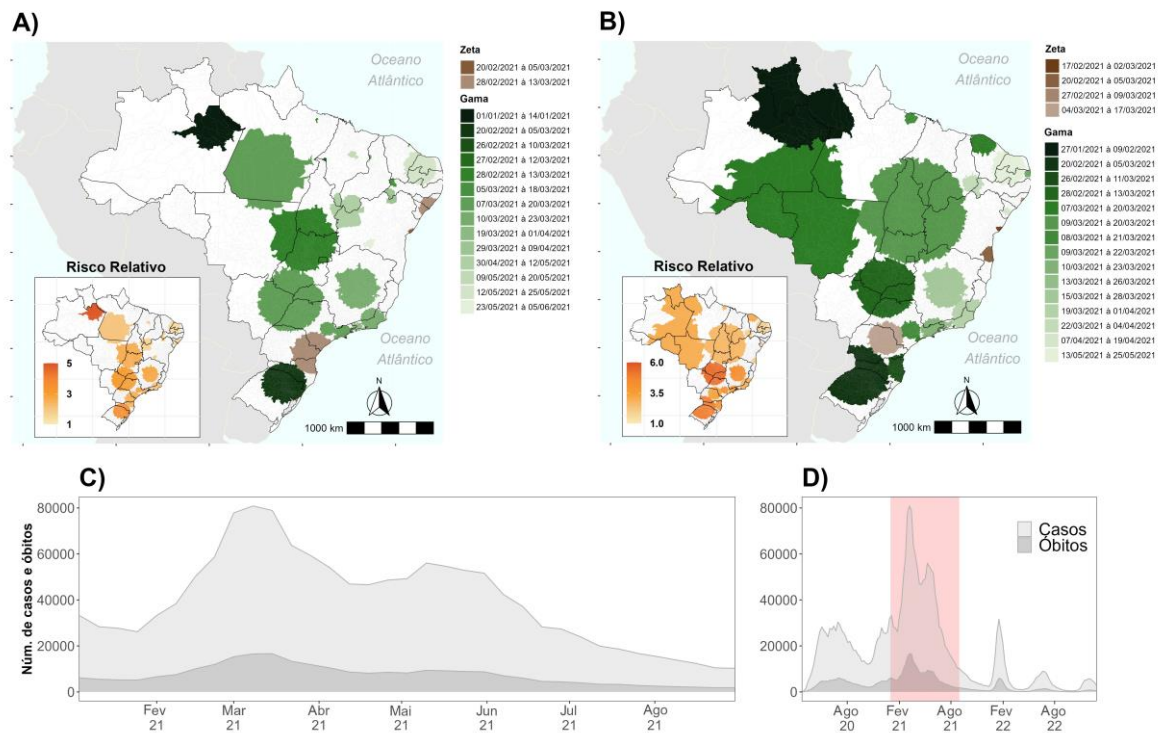 A)
Oceano
Atlântico
Zeta
20/02/2021 à 05/03/2021
28/02/2021 à 13/03/2021
Gama
01/01/2021 à 14/01/2021
20/02/2021 à 05/03/2021
26/02/2021 à 10/03/2021
27/02/2021 à 12/03/2021
28/02/2021 à 13/03/2021
05/03/2021 à 18/03/2021
07/03/2021 à 20/03/2021
10/03/2021 à 23/03/2021
19/03/2021 à 01/04/2021
29/03/2021 à 09/04/2021
30/04/2021 à 12/05/2021
09/05/2021 à 20/05/2021
12/05/2021 à 25/05/2021
23/05/2021 à 05/06/2021
Risco Relativo
5
3
1
Oceano
Atlântico
N
1000 km
B)
Oceano
Atlântico
Zeta
17/02/2021 à 02/03/2021
20/02/2021 à 05/03/2021
27/02/2021 à 09/03/2021
04/03/2021 à 17/03/2021
Gama
27/01/2021 à 09/02/2021
20/02/2021 à 05/03/2021
26/02/2021 à 11/03/2021
28/02/2021 à 13/03/2021
07/03/2021 à 20/03/2021
09/03/2021 à 20/03/2021
08/03/2021 à 21/03/2021
09/03/2021 à 22/03/2021
10/03/2021 à 23/03/2021
13/03/2021 à 26/03/2021
15/03/2021 à 28/03/2021
19/03/2021 à 01/04/2021
22/03/2021 à 04/04/2021
07/04/2021 à 19/04/2021
13/05/2021 à 25/05/2021
Risco Relativo
6.0
3.5
1.0
Oceano
Atlântico
N
1000 km
C)
Núm. de casos e óbitos
80000
60000
40000
20000
0
Fev
21
Mar
21
Abr
21
Mai
21
Jun
21
Jul
21
Ago
21
D)
80000
60000
40000
20000
0
Casos
Óbitos
Ago
20
Fev
21
Ago
21
Fev
22
Ago
22